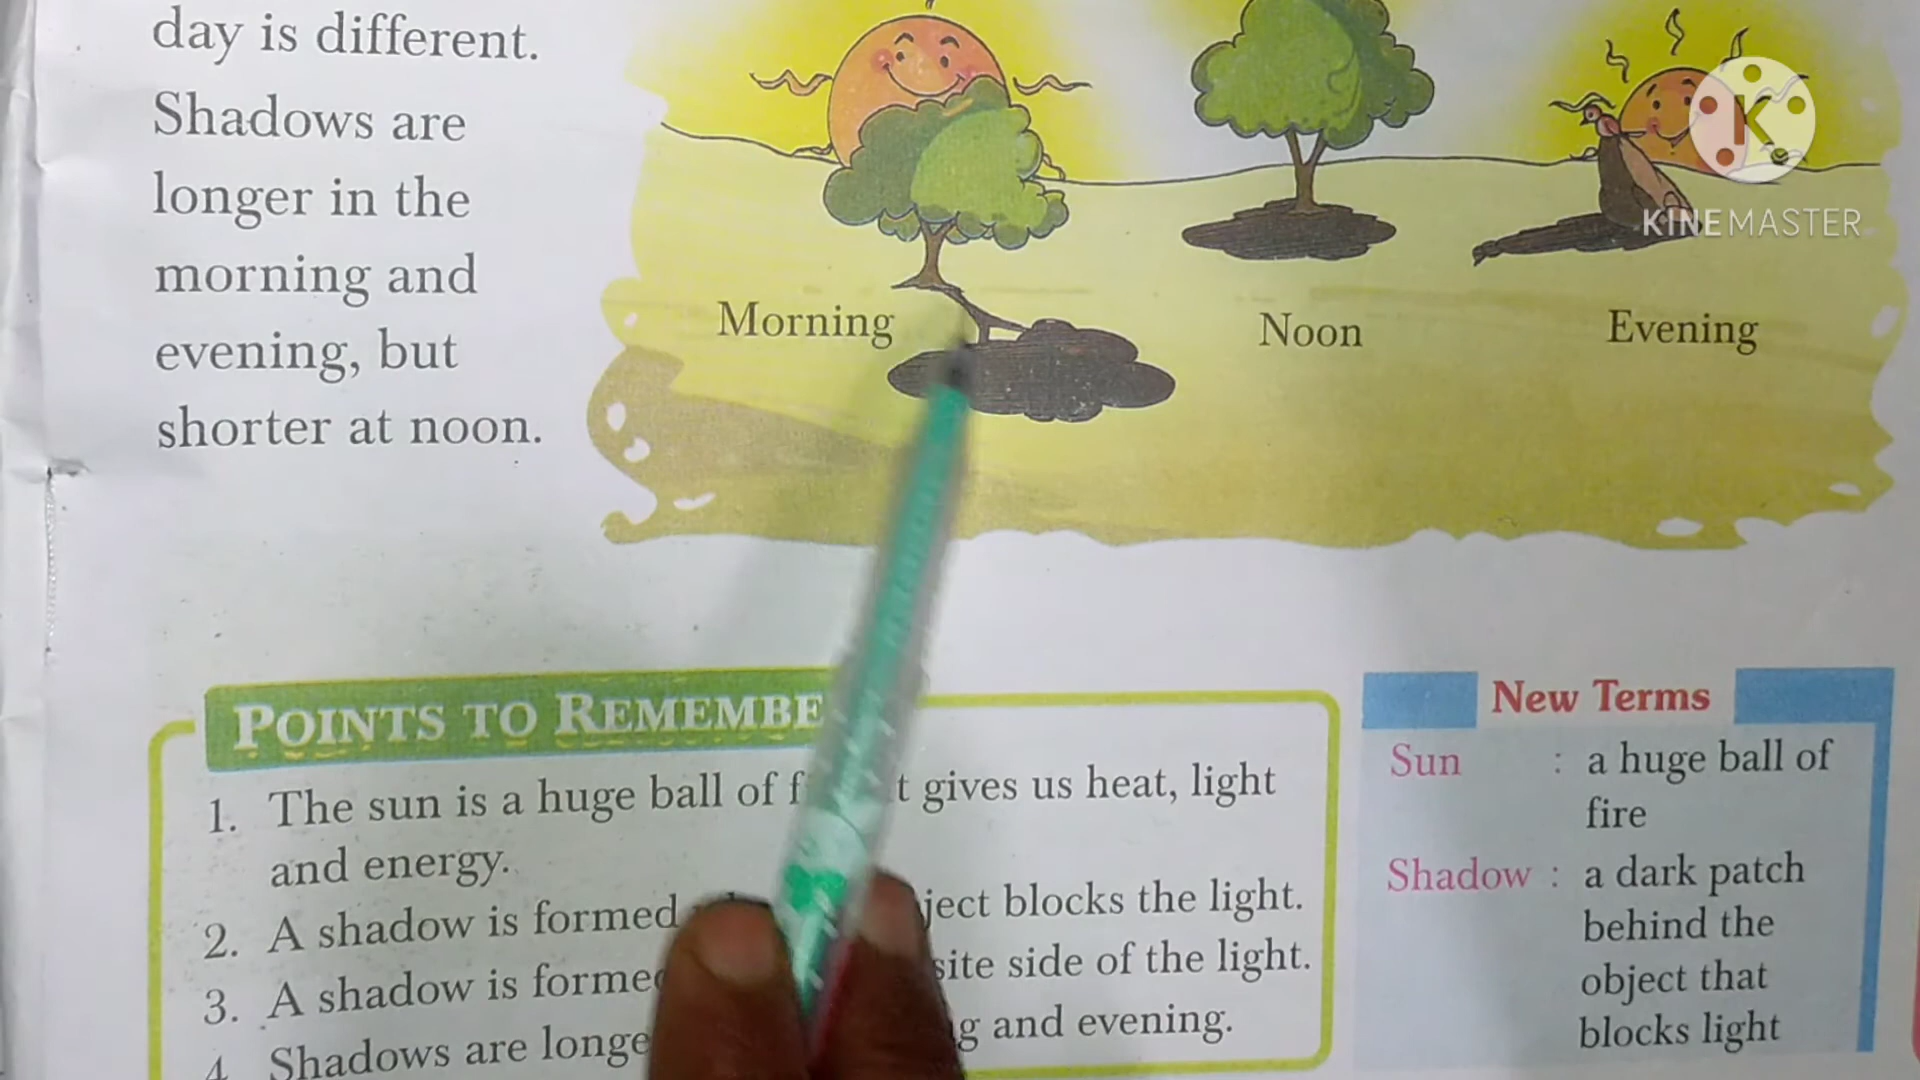 day is different.
Shadows are
longer in the
morning and
evening, but
shorter at noon.
Morning
Noon
Evening
K
KINEMASTER
POINTS TO REMEMBE
1. The sun is a huge ball of f t gives us heat, light
and energy.
2. A shadow is formed ject blocks the light.
3. A shadow is forme site side of the light.
4. Shadows are longe g and evening.
New Terms
Sun : a huge ball of
fire
Shadow : a dark patch
behind the
object that
blocks light